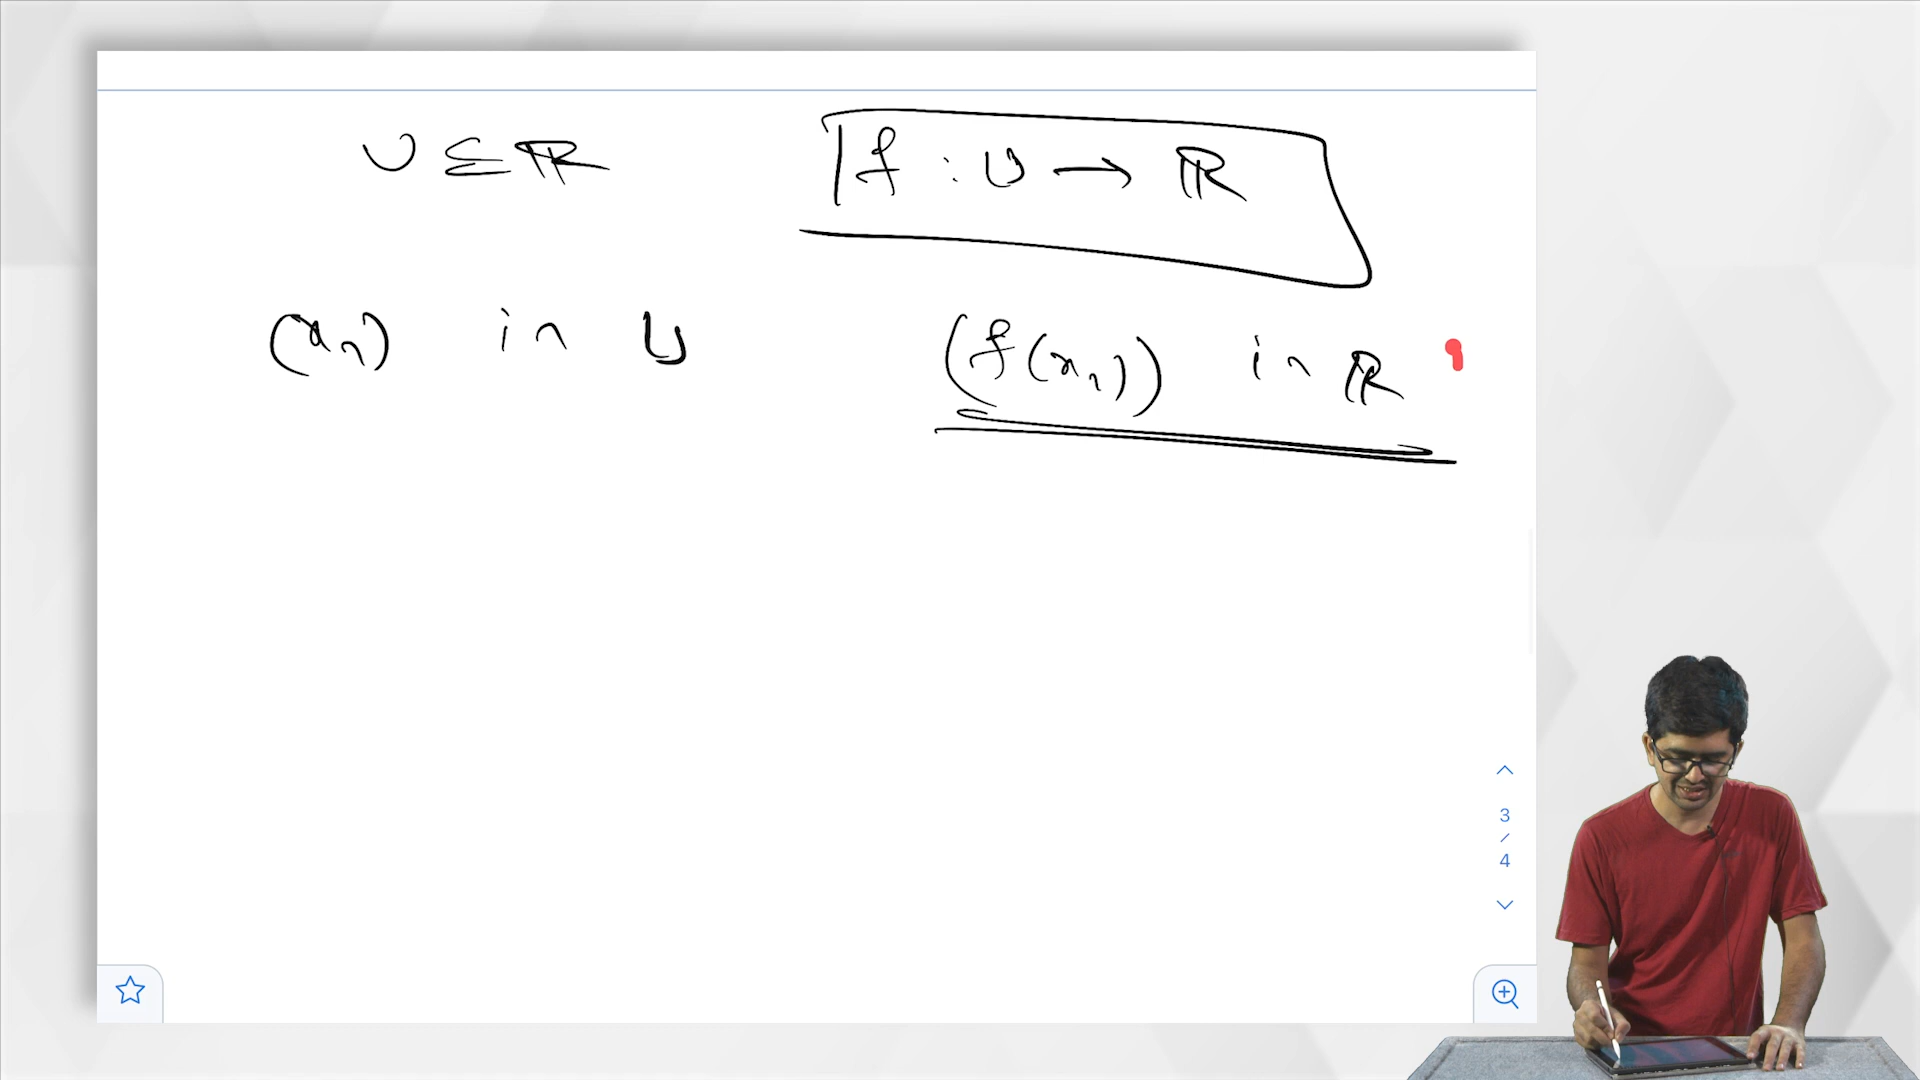 U ⊆ ℝ f : U → ℝ
(xₙ) in U (f(xₙ)) in ℝ
3
/
4